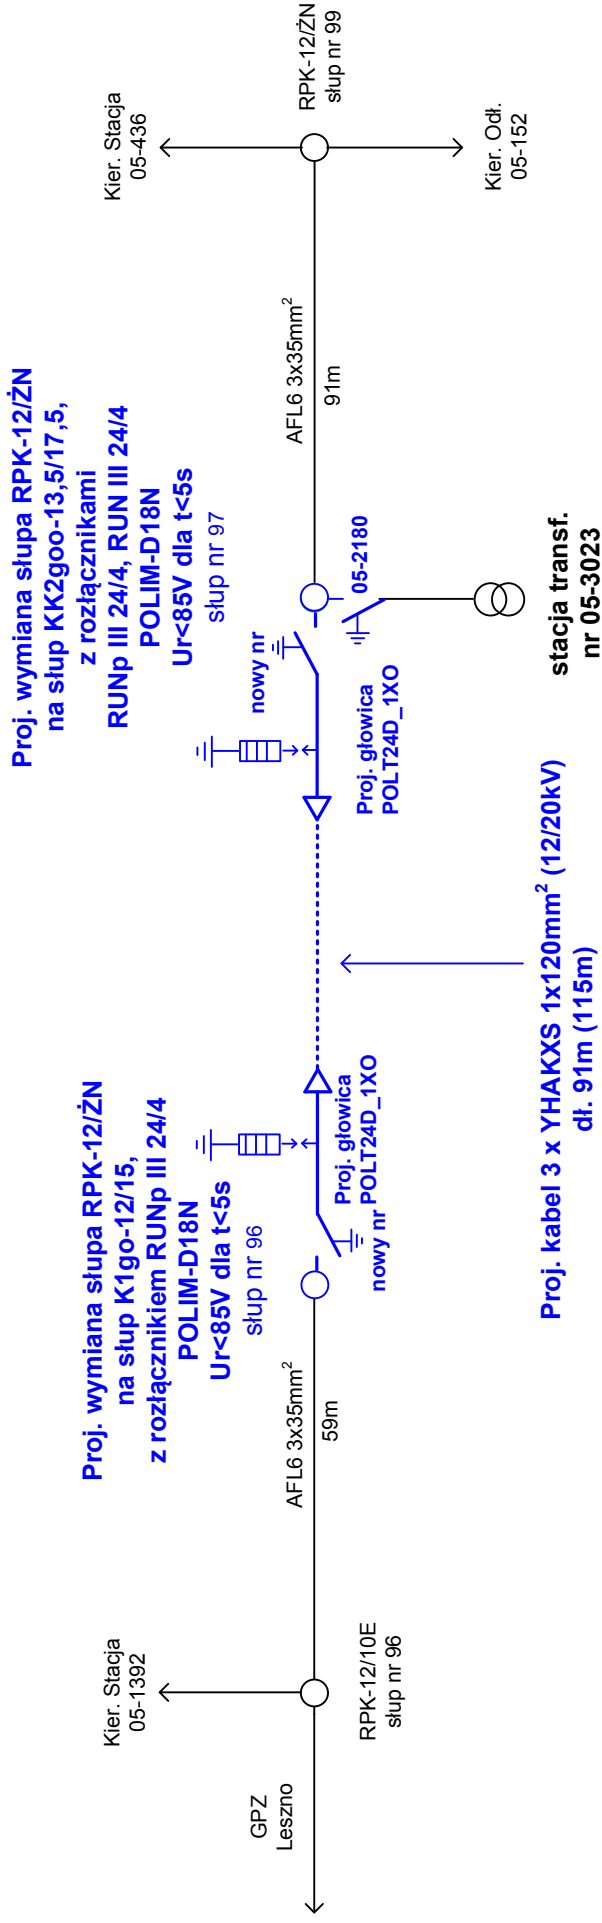 GPZ
Leszno
Kier. Stacja
05-1392
RPK-12/10E
słup nr 96
AFL6 3x35mm²
59m
Proj. wymiana słupa RPK-12/ŻN
na słup K1go-12/15,
z rozłącznikiem RUNp III 24/4
POLIM-D18N
Ur<85V dla t<5s
słup nr 96
nowy nr
Proj. głowica
POLT24D_1XO
Proj. kabel 3 x YHAKXS 1x120mm² (12/20kV)
dł. 91m (115m)
Proj. wymiana słupa RPK-12/ŻN
na słup KK2goo-13,5/17,5,
z rozłącznikami
RUNp III 24/4, RUN III 24/4
POLIM-D18N
Ur<85V dla t<5s
słup nr 97
nowy nr
Proj. głowica
POLT24D_1XO
05-2180
stacja transf.
nr 05-3023
AFL6 3x35mm²
91m
Kier. Stacja
05-436
RPK-12/ŻN
słup nr 99
Kier. Odł.
05-152